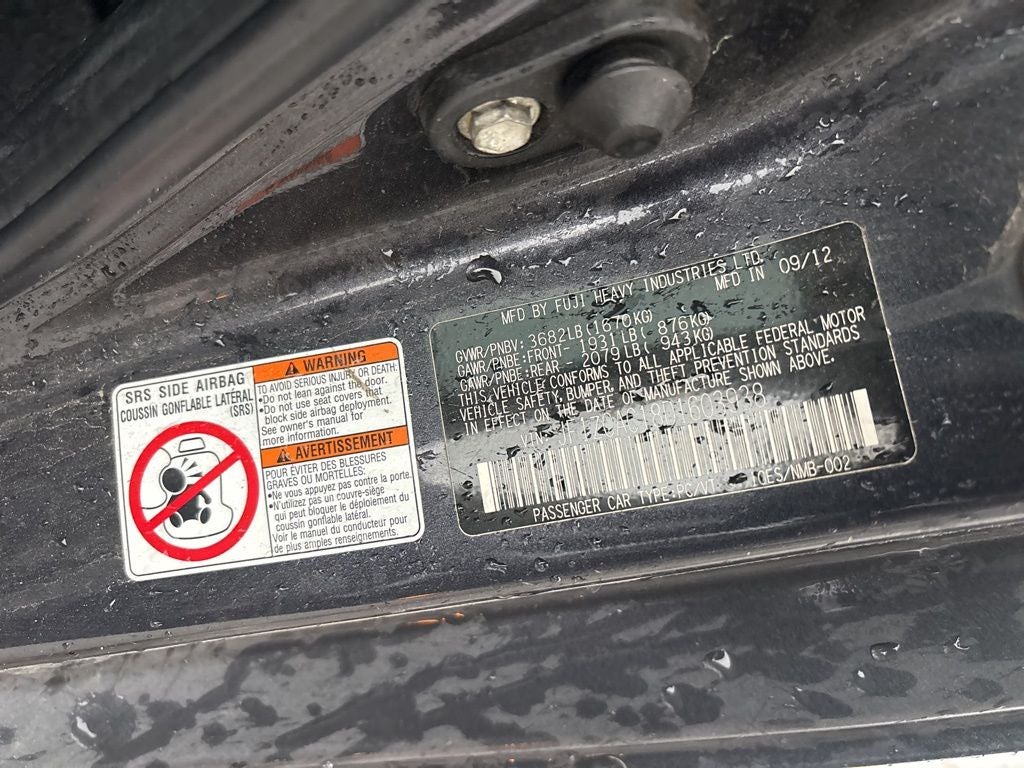 SRS SIDE AIRBAG
COUSSIN GONFLABLE LATÉRAL
(SRS)
WARNING
TO AVOID SERIOUS INJURY OR DEATH:
•Do not lean against the door.
•Do not use seat covers that
block side airbag deployment.
See owner's manual for
more information.
AVERTISSEMENT
POUR ÉVITER DES BLESSURES
GRAVES OU MORTELLES:
•Ne vous appuyez pas contre la porte.
•N'utilisez pas un couvre-siège
qui peut bloquer le déploiement du
coussin gonflable latéral.
Voir le manuel du conducteur pour
de plus amples renseignements.
MFD BY FUJI HEAVY INDUSTRIES LTD.
MFD IN 09/12
GVWR/PNBV: 3682LB(1670KG)
GAWR/PNBE:FRONT- 1931LB( 876KG)
GAWR/PNBE:REAR 2079LB( 943KG)
THIS VEHICLE CONFORMS TO ALL APPLICABLE FEDERAL MOTOR
VEHICLE SAFETY, BUMPER, AND THEFT PREVENTION STANDARDS
IN EFFECT ON THE DATE OF MANUFACTURE SHOWN ABOVE.
PASSENGER CAR TYPE:PC/ ICES/NMB-002